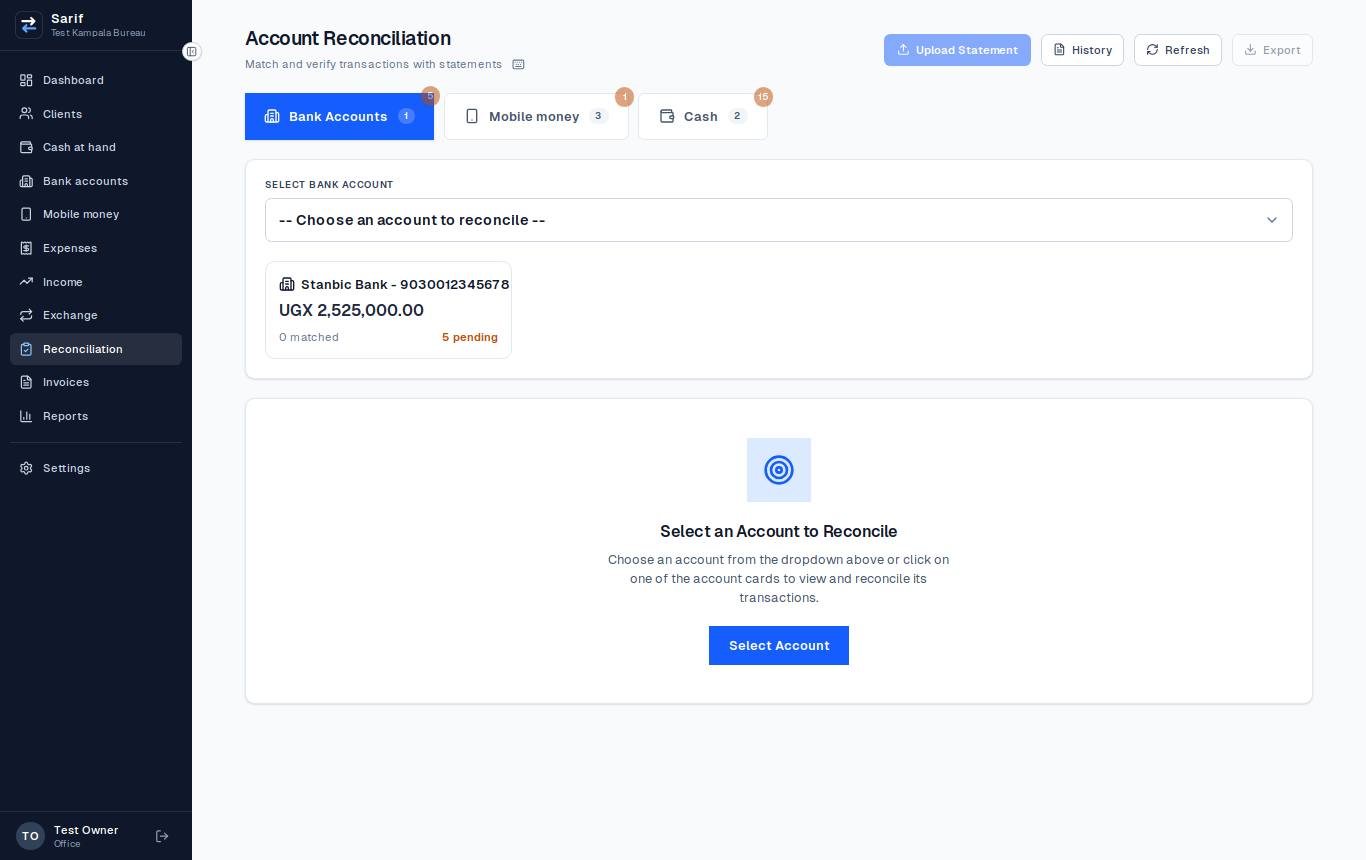 Sarif
Test Kampala Bureau
Dashboard
Clients
Cash at hand
Bank accounts
Mobile money
Expenses
Income
Exchange
Reconciliation
Invoices
Reports
Settings
TO
Test Owner
Office
Account Reconciliation
Match and verify transactions with statements
Upload Statement
History
Refresh
Export
Bank Accounts 1 5
Mobile money 3 1
Cash 2 15
SELECT BANK ACCOUNT
-- Choose an account to reconcile --
Stanbic Bank - 9030012345678
UGX 2,525,000.00
0 matched 5 pending
Select an Account to Reconcile
Choose an account from the dropdown above or click on
one of the account cards to view and reconcile its
transactions.
Select Account